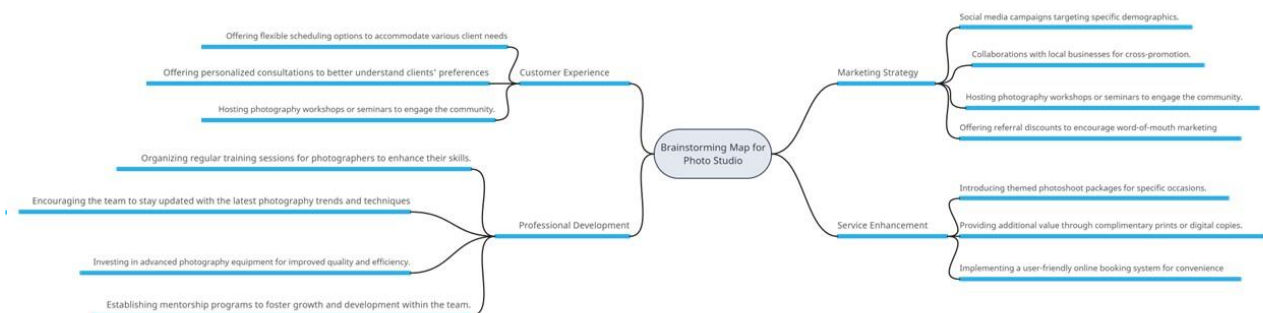 Brainstorming Map for
Photo Studio
Customer Experience
Offering flexible scheduling options to accommodate various client needs
Offering personalized consultations to better understand clients' preferences
Hosting photography workshops or seminars to engage the community.
Professional Development
Organizing regular training sessions for photographers to enhance their skills.
Encouraging the team to stay updated with the latest photography trends and techniques
Investing in advanced photography equipment for improved quality and efficiency.
Establishing mentorship programs to foster growth and development within the team.
Marketing Strategy
Social media campaigns targeting specific demographics.
Collaborations with local businesses for cross-promotion.
Hosting photography workshops or seminars to engage the community.
Offering referral discounts to encourage word-of-mouth marketing
Service Enhancement
Introducing themed photoshoot packages for specific occasions.
Providing additional value through complimentary prints or digital copies.
Implementing a user-friendly online booking system for convenience